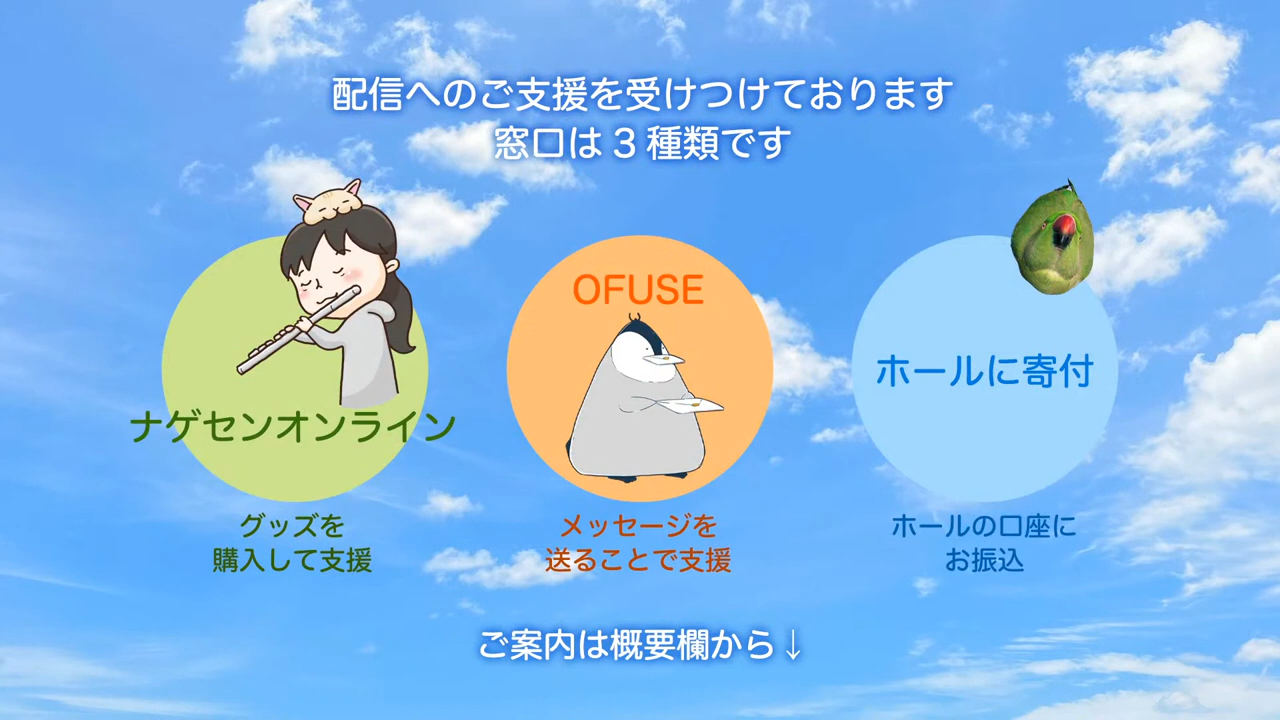 配信へのご支援を受けつけております
窓口は3種類です
ナゲセンオンライン
グッズを
購入して支援
OFUSE
メッセージを
送ることで支援
ホールに寄付
ホールの口座に
お振込
ご案内は概要欄から↓